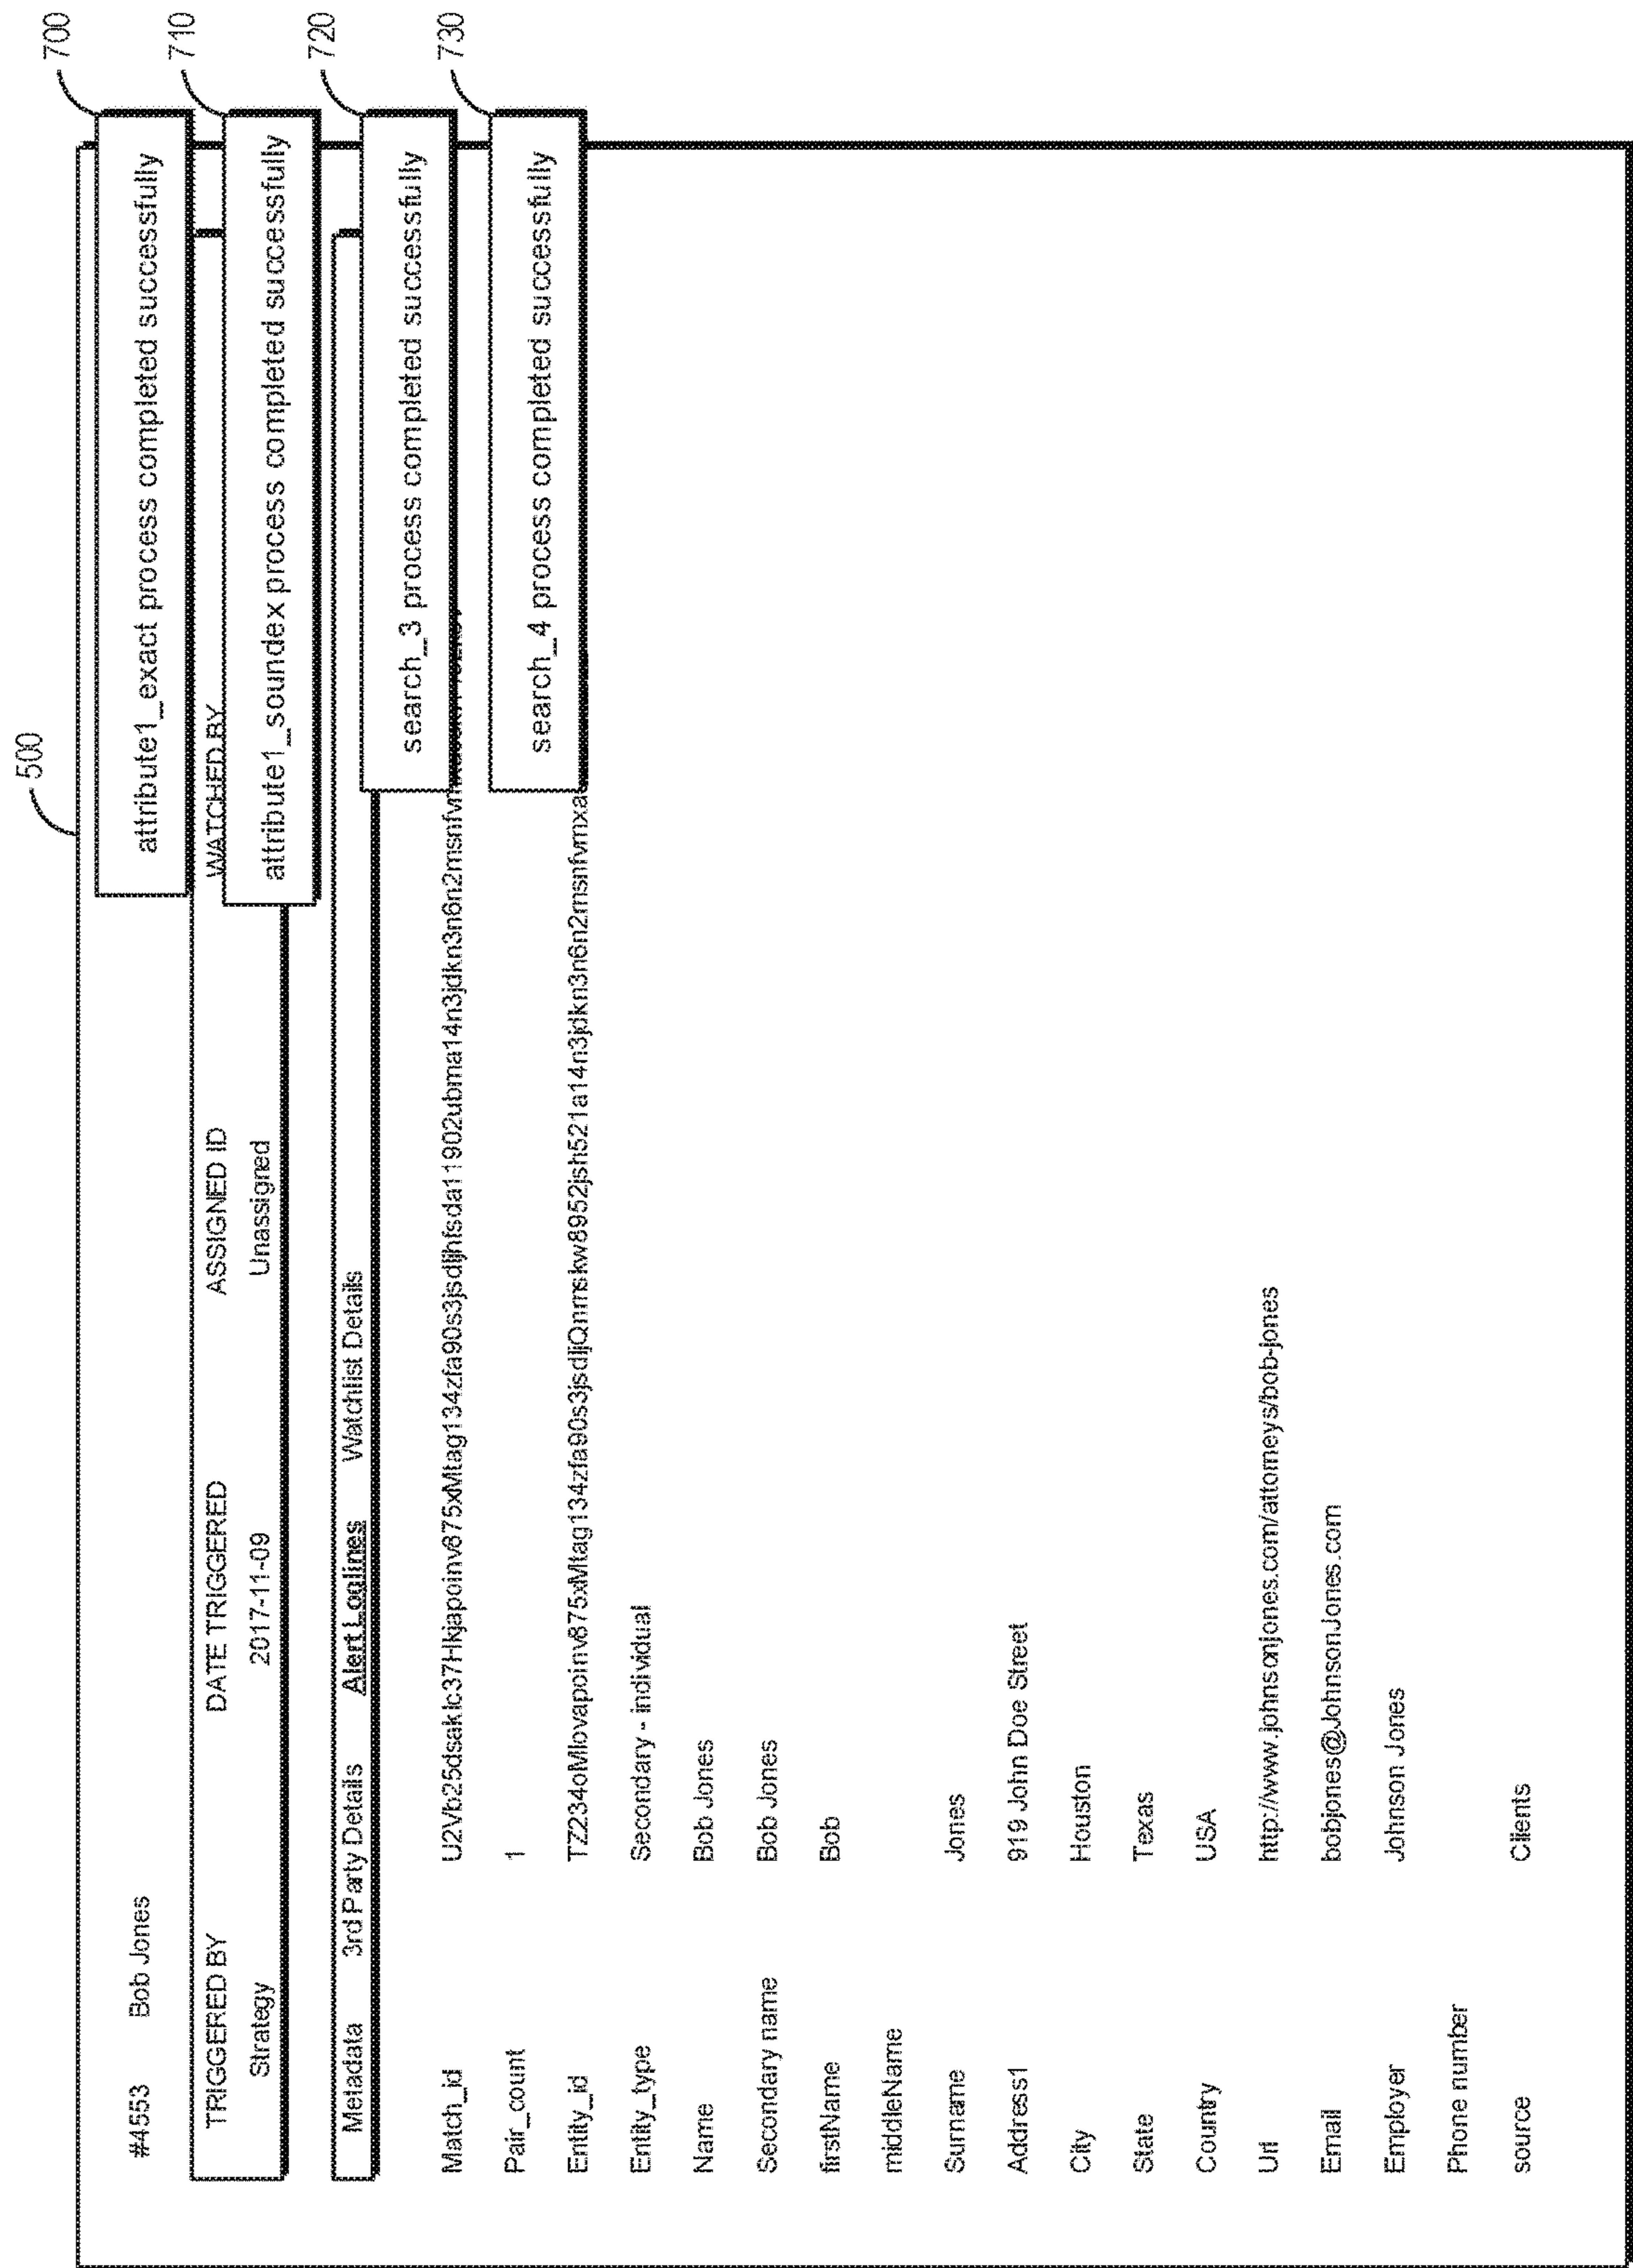 500
700
#4553 Bob Jones
attribute1_exact process completed successfully
710
TRIGGERED BY DATE TRIGGERED ASSIGNED ID WATCHED BY
Strategy 2017-11-09 Unassigned
attribute1_soundex process completed successfully
720
Metadata 3rd Party Details Alert Loglines Watchlist Details
search_3 process completed successfully
730
Match_id
Pair_count 1
search_4 process completed successfully
Entity_id
Entity_type Secondary - individual
Name Bob Jones
Secondary name Bob Jones
firstName Bob
middleName
Surname Jones
Address1 919 John Doe Street
City Houston
State Texas
Country USA
Url http://www.johnsonjones.com/attorneys/bob-jones
Email bobjones@JohnsonJones.com
Employer Johnson Jones
Phone number
source Clients